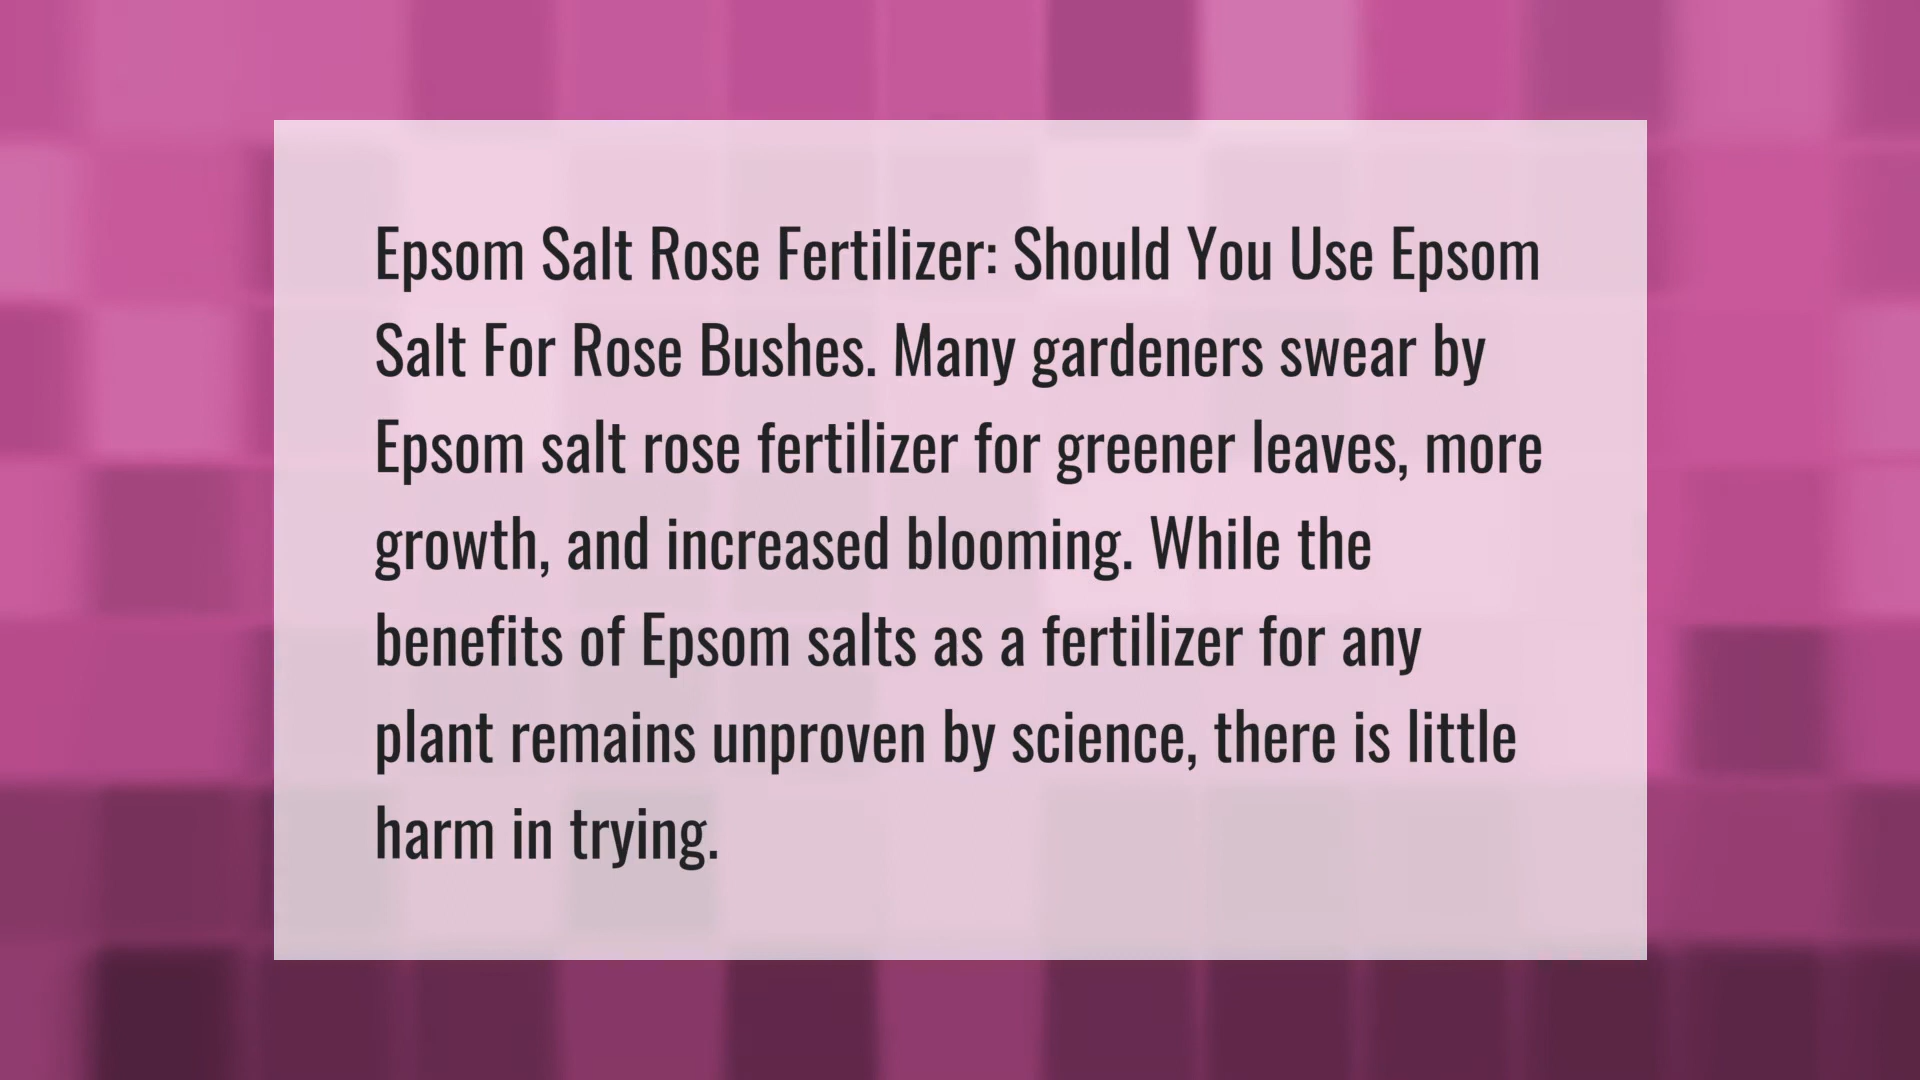 Epsom Salt Rose Fertilizer: Should You Use Epsom
Salt For Rose Bushes. Many gardeners swear by
Epsom salt rose fertilizer for greener leaves, more
growth, and increased blooming. While the
benefits of Epsom salts as a fertilizer for any
plant remains unproven by science, there is little
harm in trying.